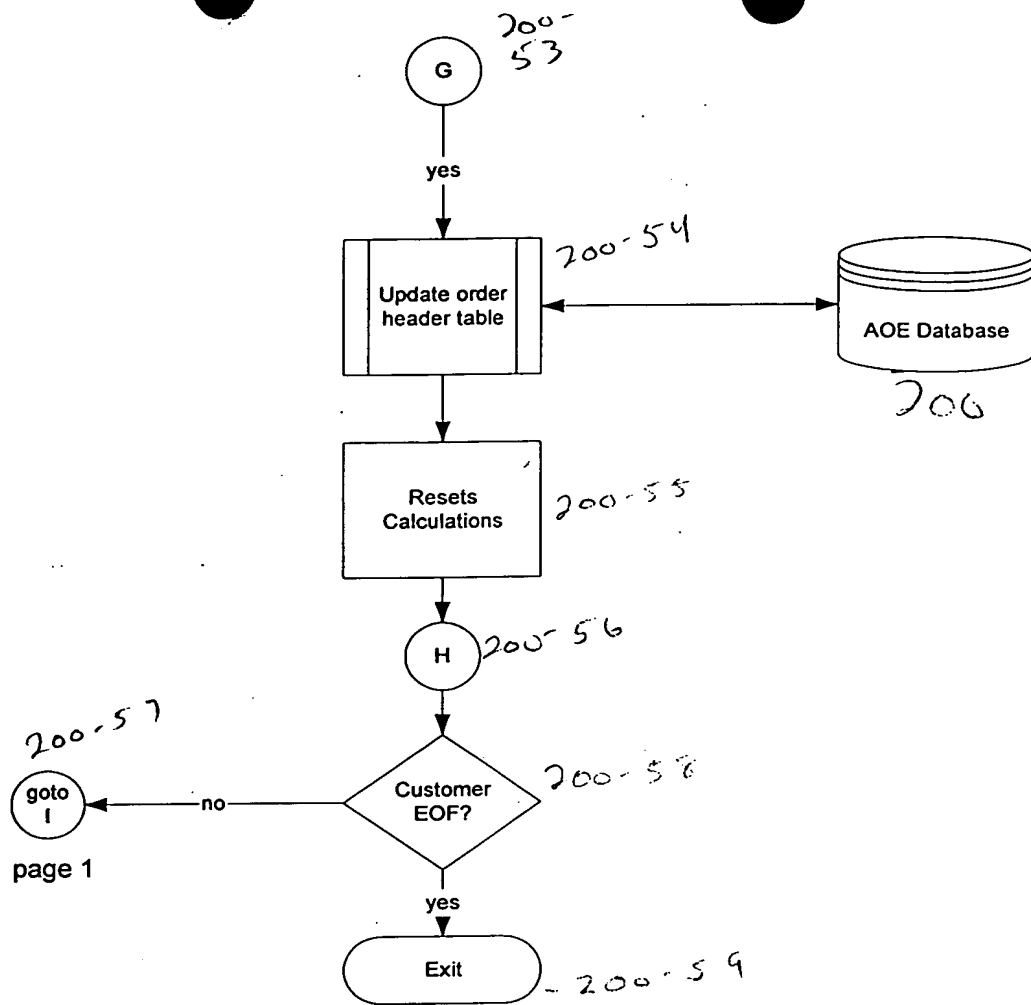 200-
53
G
yes
200-54
Update order
header table
AOE Database
200
Resets
Calculations
200-55
H
200-56
200-57
goto
I
no
page 1
Customer
EOF?
200-58
yes
Exit
200-59